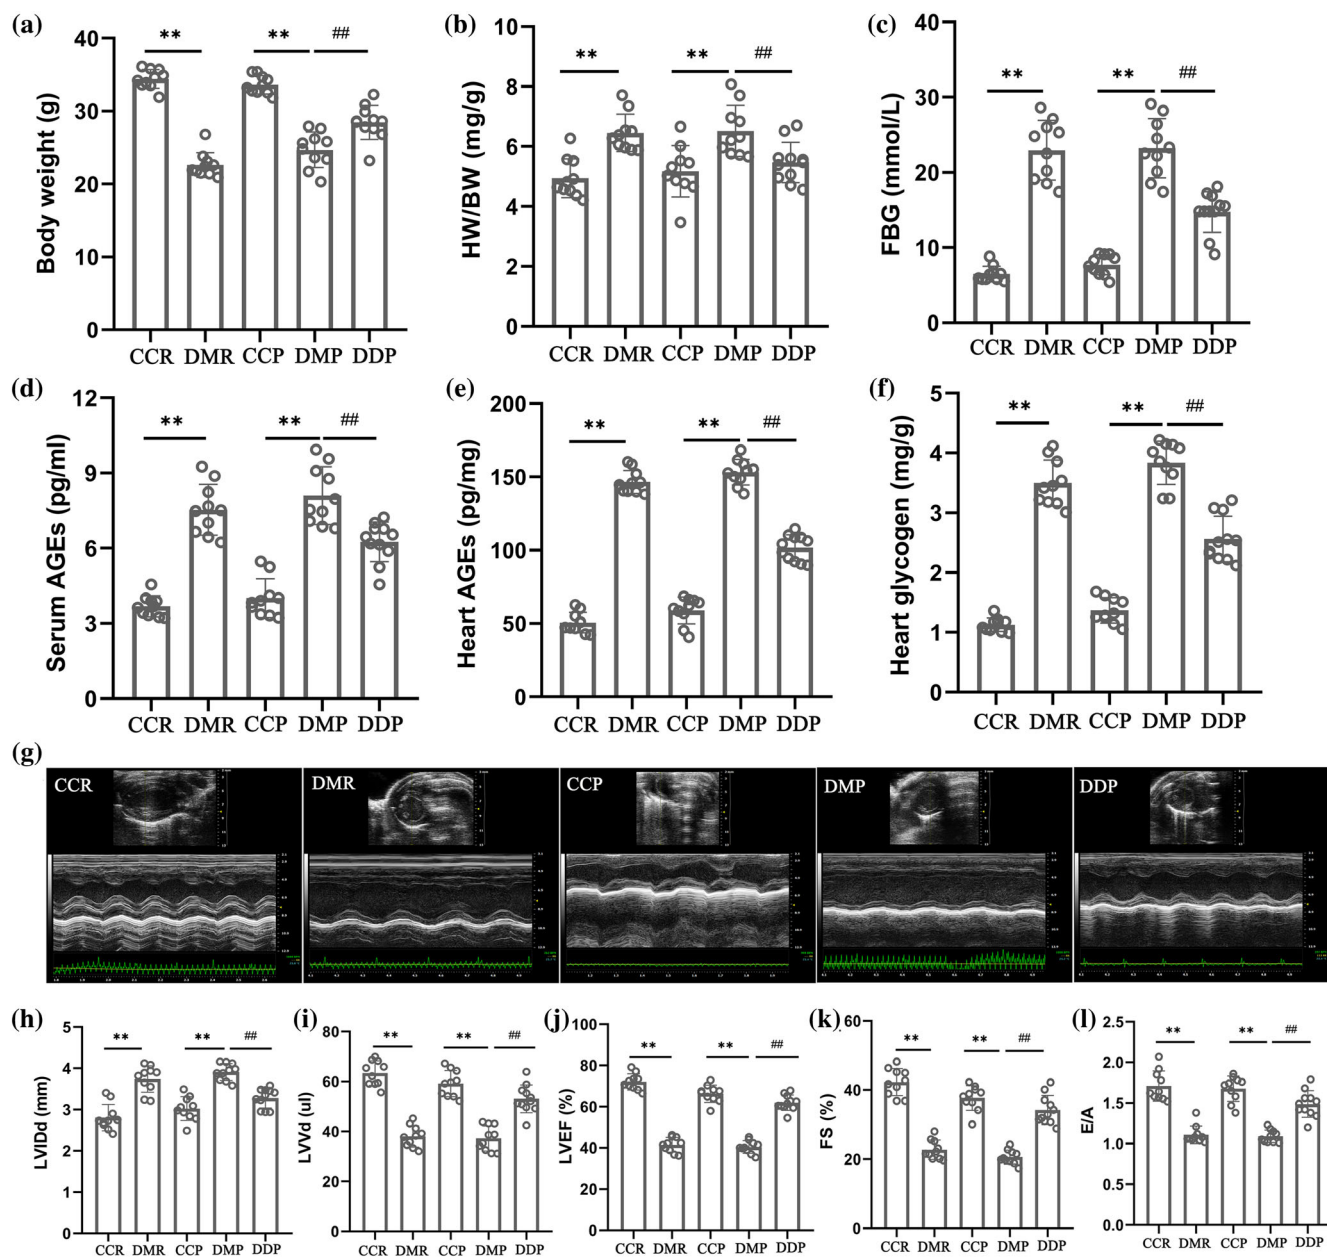 (a)
Body weight (g)
40
30
20
10
0
** ** ##
CCR DMR CCP DMP DDP
(b)
HW/BW (mg/g)
10
8
6
4
2
0
** ** ##
CCR DMR CCP DMP DDP
(c)
FBG (mmol/L)
40
30
20
10
0
** ** ##
CCR DMR CCP DMP DDP
(d)
Serum AGEs (pg/ml)
12
9
6
3
0
** ** ##
CCR DMR CCP DMP DDP
(e)
Heart AGEs (pg/mg)
200
150
100
50
0
** ** ##
CCR DMR CCP DMP DDP
(f)
Heart glycogen (mg/g)
5
4
3
2
1
0
** ** ##
CCR DMR CCP DMP DDP
(g)
CCR DMR CCP DMP DDP
(h)
LVIDd (mm)
5
4
3
2
1
0
** ** ##
CCR DMR CCP DMP DDP
(i)
LVVd (ul)
80
60
40
20
0
** ** ##
CCR DMR CCP DMP DDP
(j)
LVEF (%)
100
80
60
40
20
0
** ** ##
CCR DMR CCP DMP DDP
(k)
FS (%)
60
40
20
0
** ** ##
CCR DMR CCP DMP DDP
(l)
E/A
2.5
2.0
1.5
1.0
0.5
0.0
** ** ##
CCR DMR CCP DMP DDP